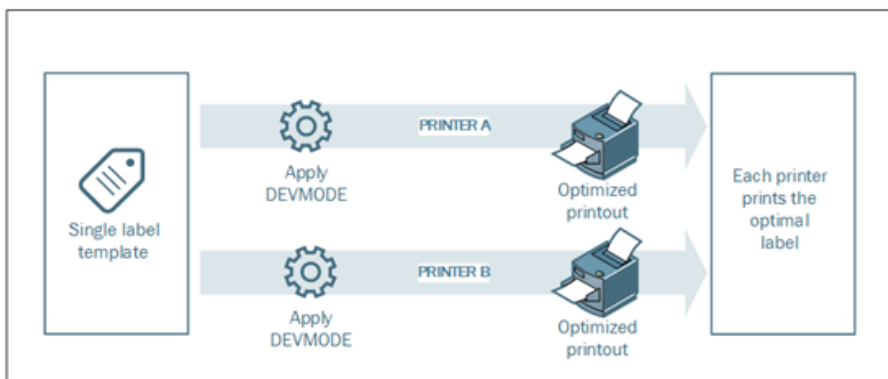 Single label
template
Apply
DEVMODE
PRINTER A
Optimized
printout
Apply
DEVMODE
PRINTER B
Optimized
printout
Each printer
prints the
optimal
label